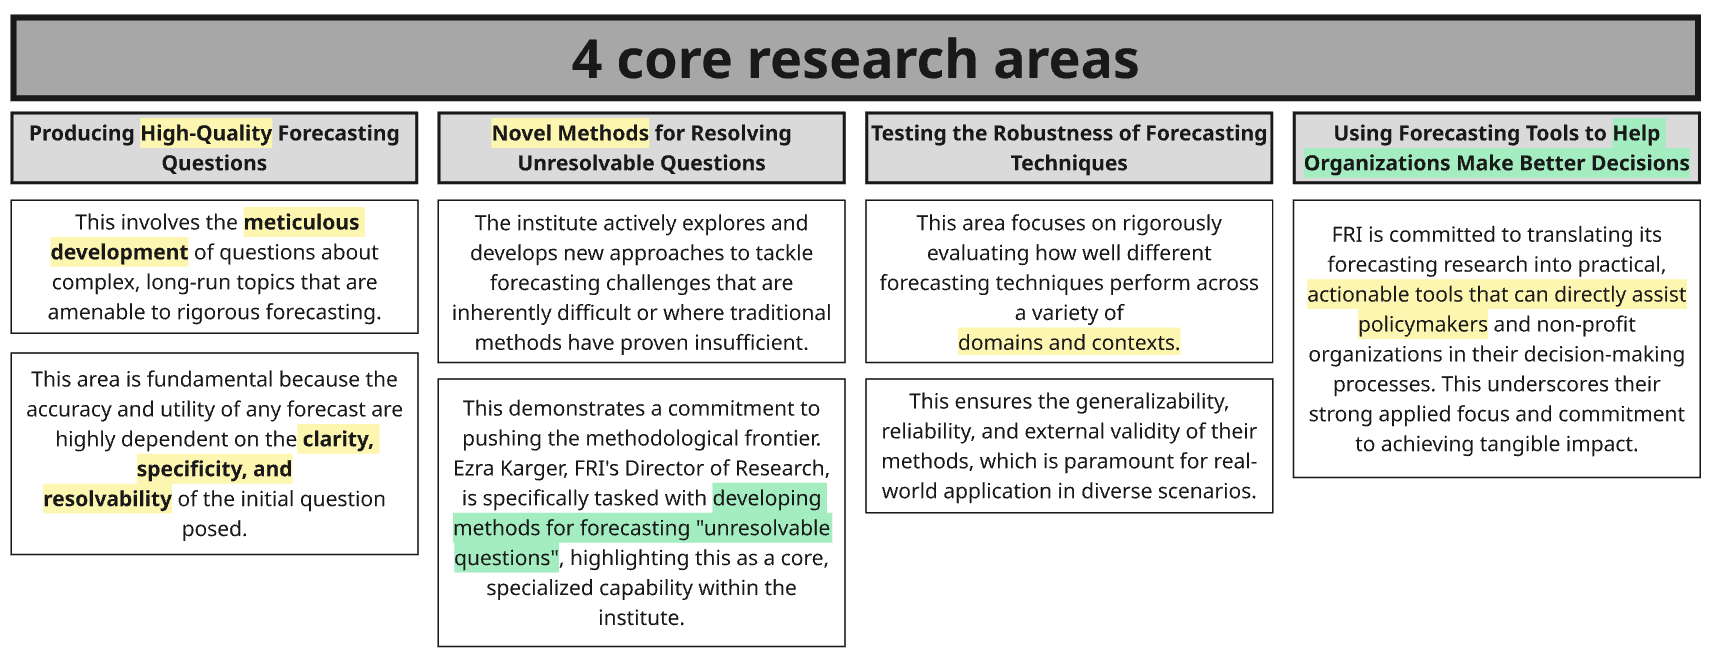 4 core research areas
Producing High-Quality Forecasting
Questions
This involves the meticulous
development of questions about
complex, long-run topics that are
amenable to rigorous forecasting.
This area is fundamental because the
accuracy and utility of any forecast are
highly dependent on the clarity,
specificity, and
resolvability of the initial question
posed.
Novel Methods for Resolving
Unresolvable Questions
The institute actively explores and
develops new approaches to tackle
forecasting challenges that are
inherently difficult or where traditional
methods have proven insufficient.
This demonstrates a commitment to
pushing the methodological frontier.
Ezra Karger, FRI's Director of Research,
is specifically tasked with developing
methods for forecasting "unresolvable
questions", highlighting this as a core,
specialized capability within the
institute.
Testing the Robustness of Forecasting
Techniques
This area focuses on rigorously
evaluating how well different
forecasting techniques perform across
a variety of
domains and contexts.
This ensures the generalizability,
reliability, and external validity of their
methods, which is paramount for real-
world application in diverse scenarios.
Using Forecasting Tools to Help
Organizations Make Better Decisions
FRI is committed to translating its
forecasting research into practical,
actionable tools that can directly assist
policymakers and non-profit
organizations in their decision-making
processes. This underscores their
strong applied focus and commitment
to achieving tangible impact.